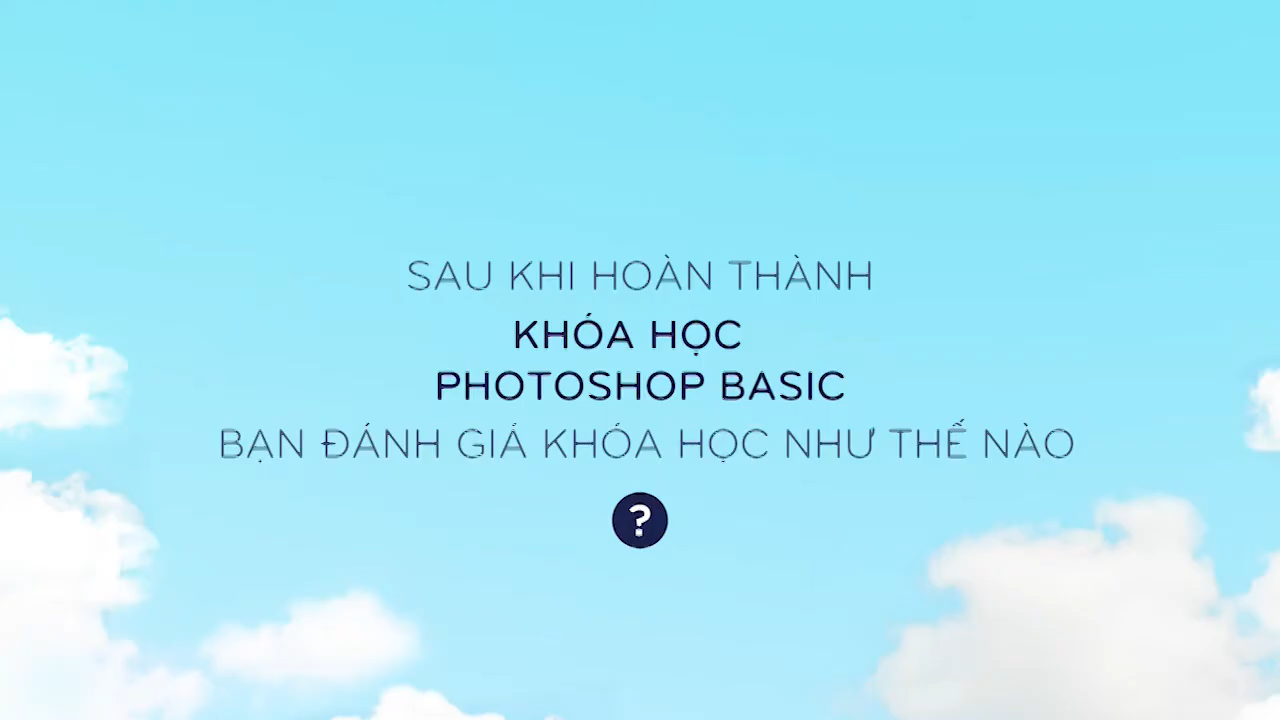 SAU KHI HOÀN THÀNH
KHÓA HỌC
PHOTOSHOP BASIC
BẠN ĐÁNH GIÁ KHÓA HỌC NHƯ THẾ NÀO
?